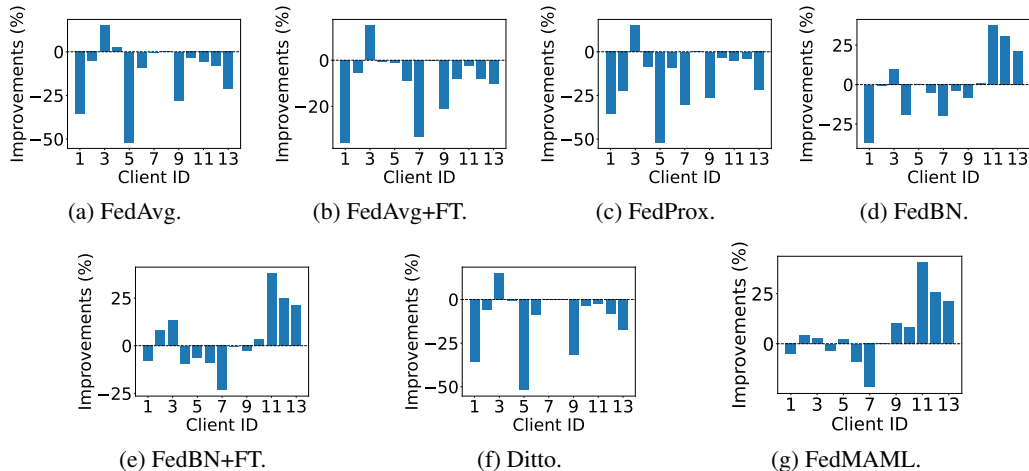 Improvements (%)
0
−25
−50
1 3 5 7 9 11 13
Client ID
(a) FedAvg.
Improvements (%)
0
−20
1 3 5 7 9 11 13
Client ID
(b) FedAvg+FT.
Improvements (%)
0
−25
−50
1 3 5 7 9 11 13
Client ID
(c) FedProx.
Improvements (%)
25
0
−25
1 3 5 7 9 11 13
Client ID
(d) FedBN.
Improvements (%)
25
0
−25
1 3 5 7 9 11 13
Client ID
(e) FedBN+FT.
Improvements (%)
0
−25
−50
1 3 5 7 9 11 13
Client ID
(f) Ditto.
Improvements (%)
25
0
1 3 5 7 9 11 13
Client ID
(g) FedMAML.